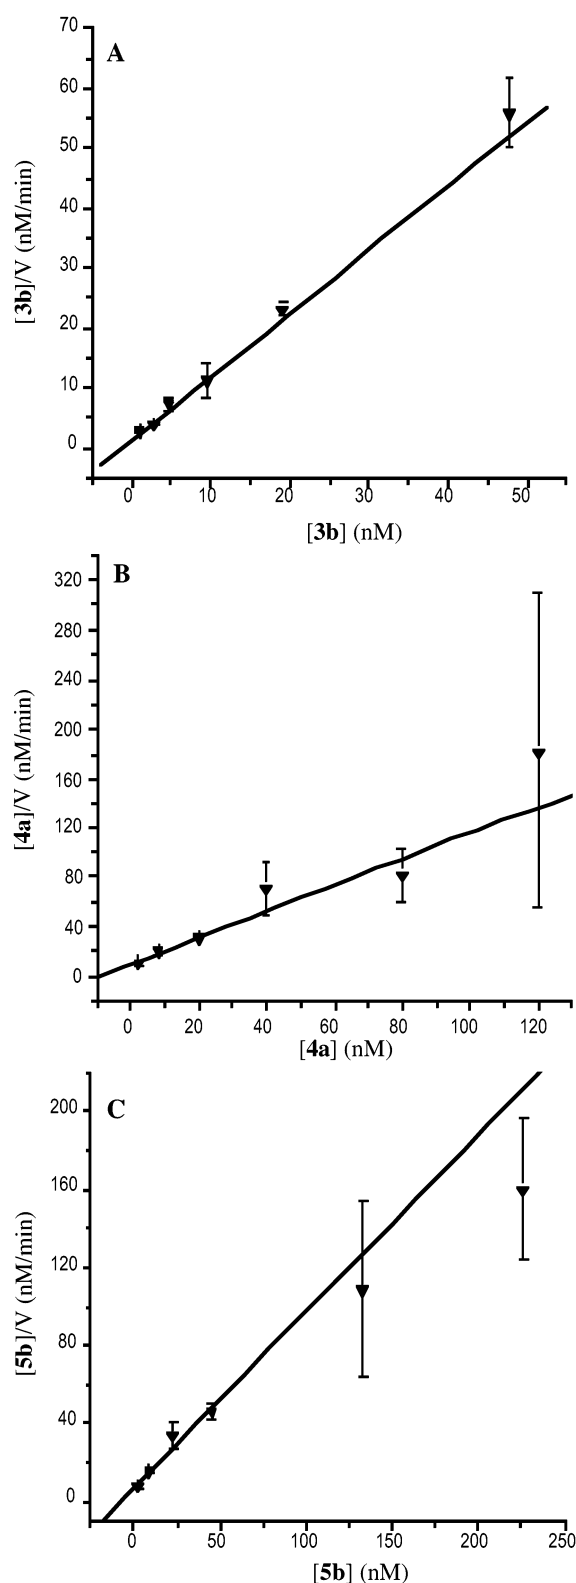 A
70
60
50
40
30
20
10
0
[3b]/V (nM/min)
0 10 20 30 40 50
[3b] (nM)
B
320
280
240
200
160
120
80
40
0
[4a]/V (nM/min)
0 20 40 60 80 100 120
[4a] (nM)
C
200
160
120
80
40
0
[5b]/V (nM/min)
0 50 100 150 200 250
[5b] (nM)